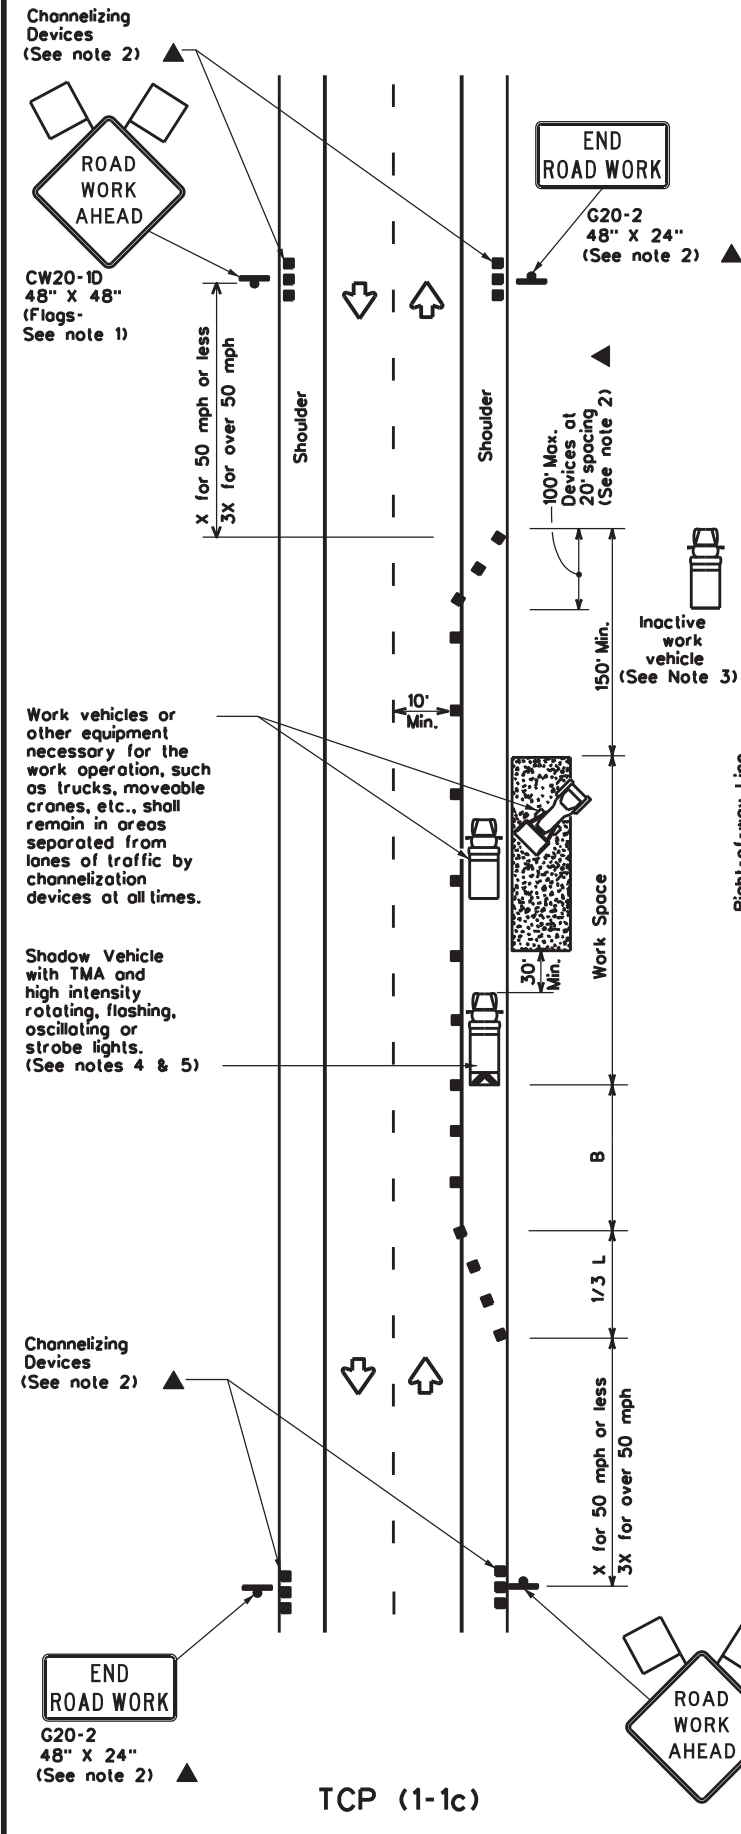 Channelizing
Devices
(See note 2)
ROAD
WORK
AHEAD
CW20-1D
48" X 48"
(Flags-
See note 1)
END
ROAD WORK
G20-2
48" X 24"
(See note 2)
X for 50 mph or less
3X for over 50 mph
Shoulder
Shoulder
100' Max.
Devices at
20' spacing
(See note 2)
150' Min.
Inactive
work
vehicle
(See Note 3)
10'
Min.
Work vehicles or
other equipment
necessary for the
work operation, such
as trucks, moveable
cranes, etc., shall
remain in areas
separated from
lanes of traffic by
channelization
devices at all times.
Work Space
30'
Min.
Shadow Vehicle
with TMA and
high intensity
rotating, flashing,
oscillating or
strobe lights.
(See notes 4 & 5)
B
1/3 L
Channelizing
Devices
(See note 2)
X for 50 mph or less
3X for over 50 mph
END
ROAD WORK
G20-2
48" X 24"
(See note 2)
ROAD
WORK
AHEAD
TCP (1-1c)